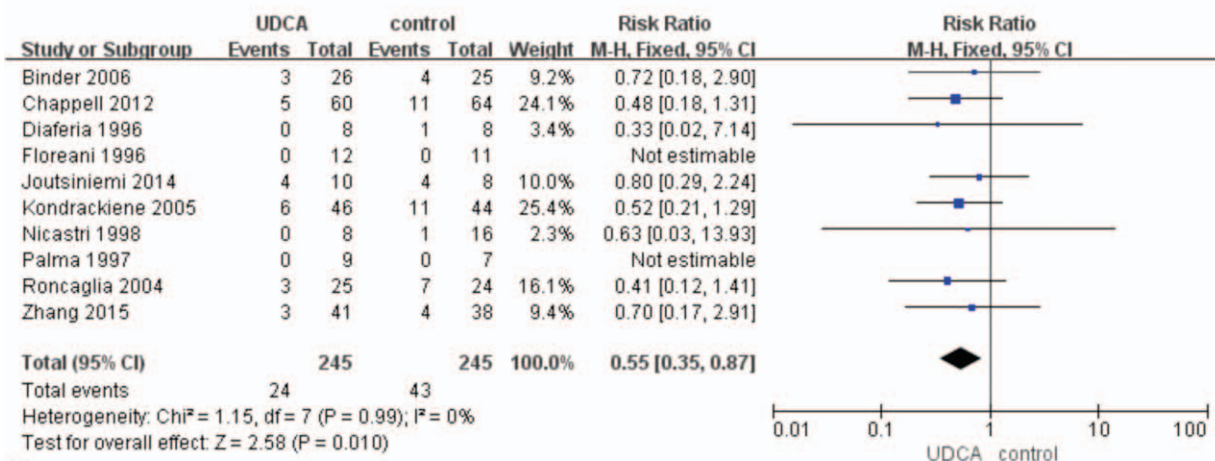 UDCA control Risk Ratio Risk Ratio
Study or Subgroup Events Total Events Total Weight M-H, Fixed, 95% CI M-H, Fixed, 95% CI
Binder 2006 3 26 4 25 9.2% 0.72 [0.18, 2.90]
Chappell 2012 5 60 11 64 24.1% 0.48 [0.18, 1.31]
Diaferia 1996 0 8 1 8 3.4% 0.33 [0.02, 7.14]
Floreani 1996 0 12 0 11 Not estimable
Joutsiniemi 2014 4 10 4 8 10.0% 0.80 [0.29, 2.24]
Kondrackiene 2005 6 46 11 44 25.4% 0.52 [0.21, 1.29]
Nicastri 1998 0 8 1 16 2.3% 0.63 [0.03, 13.93]
Palma 1997 0 9 0 7 Not estimable
Roncaglia 2004 3 25 7 24 16.1% 0.41 [0.12, 1.41]
Zhang 2015 3 41 4 38 9.4% 0.70 [0.17, 2.91]
Total (95% CI) 245 245 100.0% 0.55 [0.35, 0.87]
Total events 24 43
Heterogeneity: Chi² = 1.15, df = 7 (P = 0.99); I² = 0%
Test for overall effect: Z = 2.58 (P = 0.010)
0.01 0.1 1 10 100
UDCA control